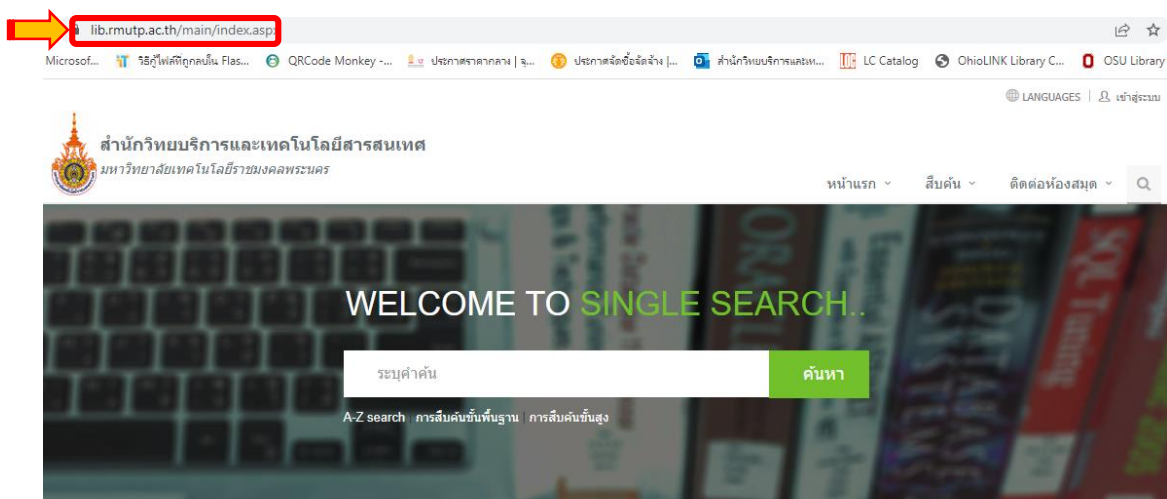 lib.rmutp.ac.th/main/index.asp
Microsof... วิธีกู้ไฟล์ที่ถูกลบใน Flas... QRCode Monkey -... ประกาศราคากลาง | จ... ประกาศจัดซื้อจัดจ้าง |... สำนักวิทยบริการและเท... LC Catalog OhioLINK Library C... OSU Library
LANGUAGES | เข้าสู่ระบบ
สำนักวิทยบริการและเทคโนโลยีสารสนเทศ
มหาวิทยาลัยเทคโนโลยีราชมงคลพระนคร
หน้าแรก สืบค้น ติดต่อห้องสมุด
WELCOME TO SINGLE SEARCH..
ระบุคำค้น ค้นหา
A-Z search | การสืบค้นขั้นพื้นฐาน | การสืบค้นขั้นสูง
ORACLE
SQL Tuning